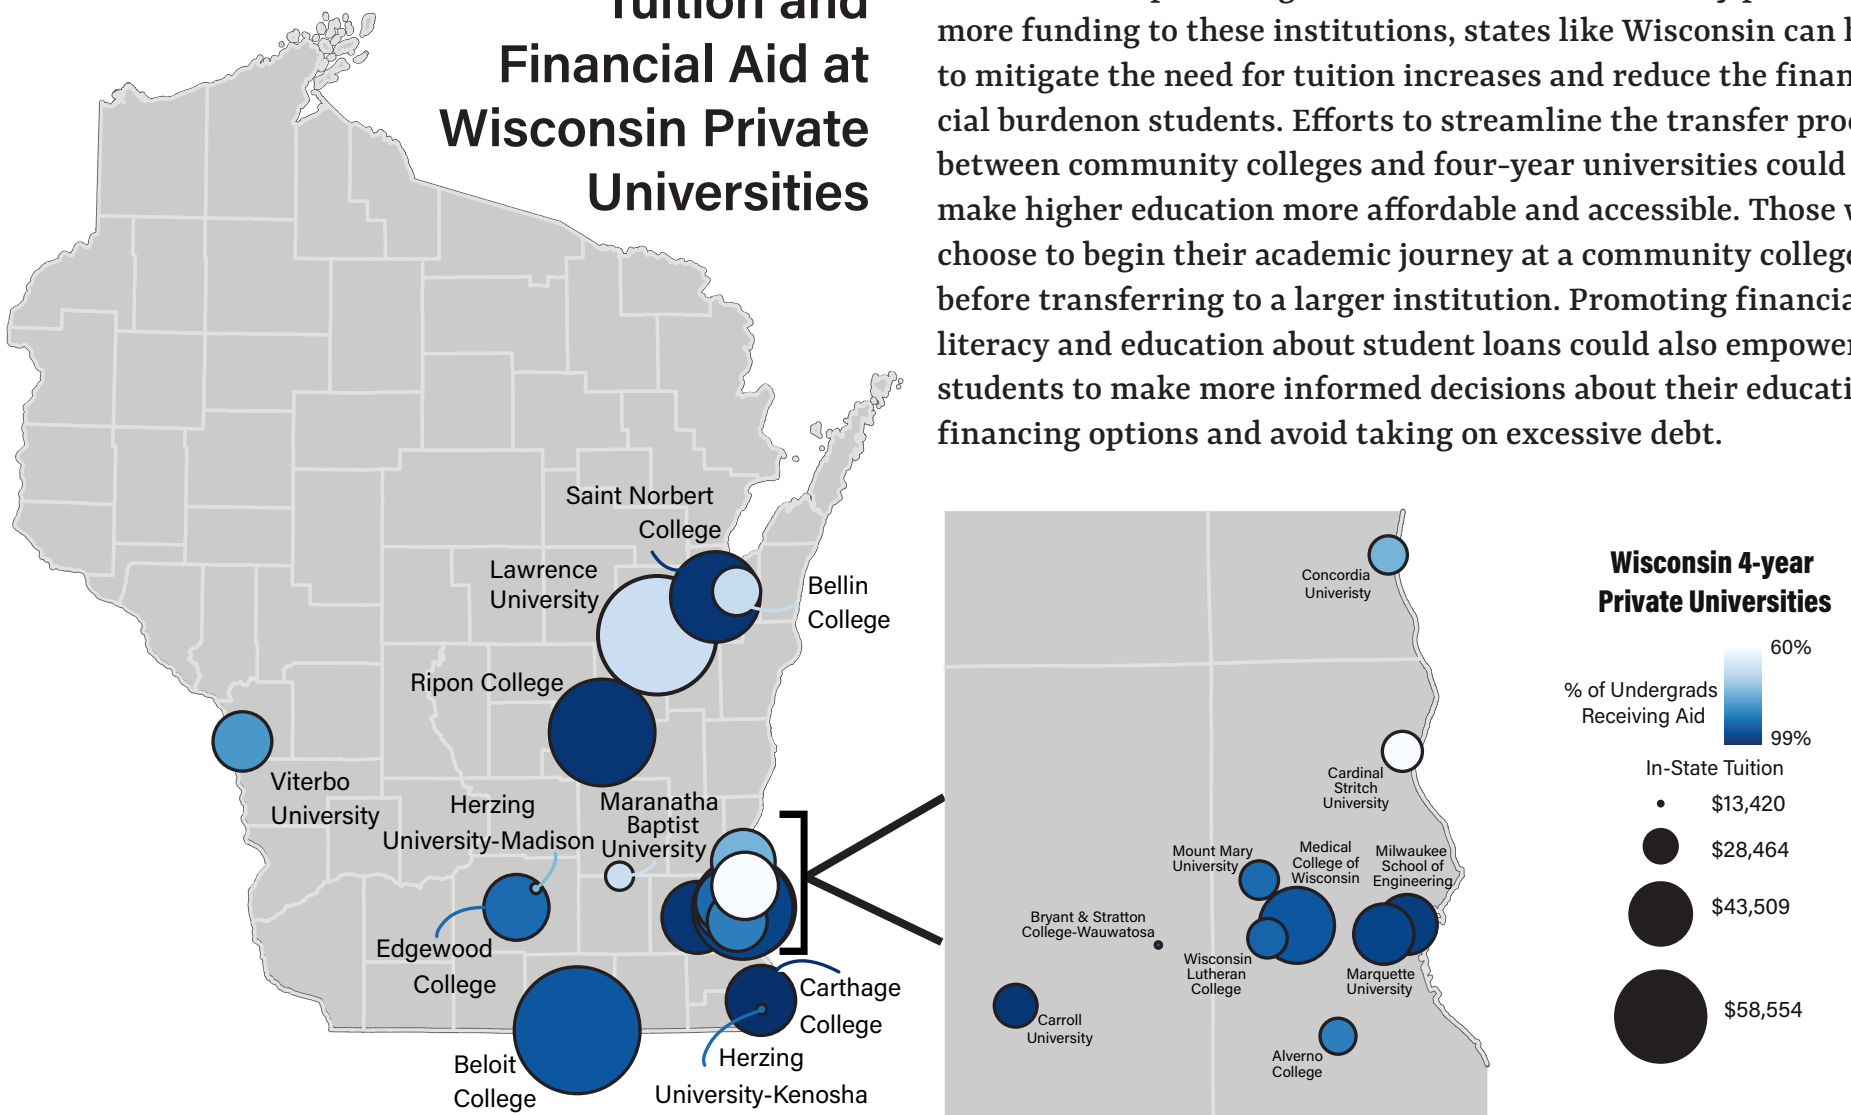 Tuition and
Financial Aid at
Wisconsin Private
Universities
more funding to these institutions, states like Wisconsin can
to mitigate the need for tuition increases and reduce the finan
cial burdenon students. Efforts to streamline the transfer
between community colleges and four-year universities could
make higher education more affordable and accessible. Those
choose to begin their academic journey at a community college
before transferring to a larger institution. Promoting financia
literacy and education about student loans could also empower
students to make more informed decisions about their educati
financing options and avoid taking on excessive debt.
Saint Norbert
College
Lawrence
University
Bellin
College
Ripon College
Viterbo
University
Herzing
University-Madison
Maranatha
Baptist
University
Edgewood
College
Beloit
College
Carthage
College
Herzing
University-Kenosha
Concordia
Univeristy
Cardinal
Stritch
University
Mount Mary
University
Medical
College of
Wisconsin
Milwaukee
School of
Engineering
Bryant & Stratton
College-Wauwatosa
Wisconsin
Lutheran
College
Marquette
University
Carroll
University
Alverno
College
Wisconsin 4-year
Private Universities
% of Undergrads
Receiving Aid
60%
99%
In-State Tuition
$13,420
$28,464
$43,509
$58,554